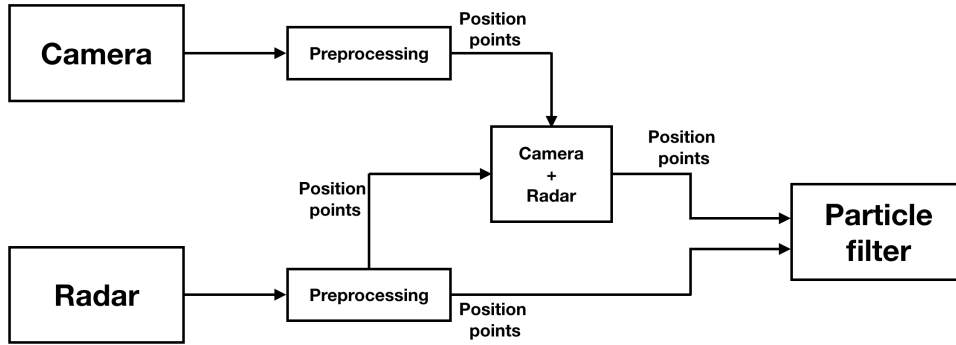 Camera
Preprocessing
Position
points
Camera
+
Radar
Position
points
Position
points
Particle
filter
Radar
Preprocessing
Position
points